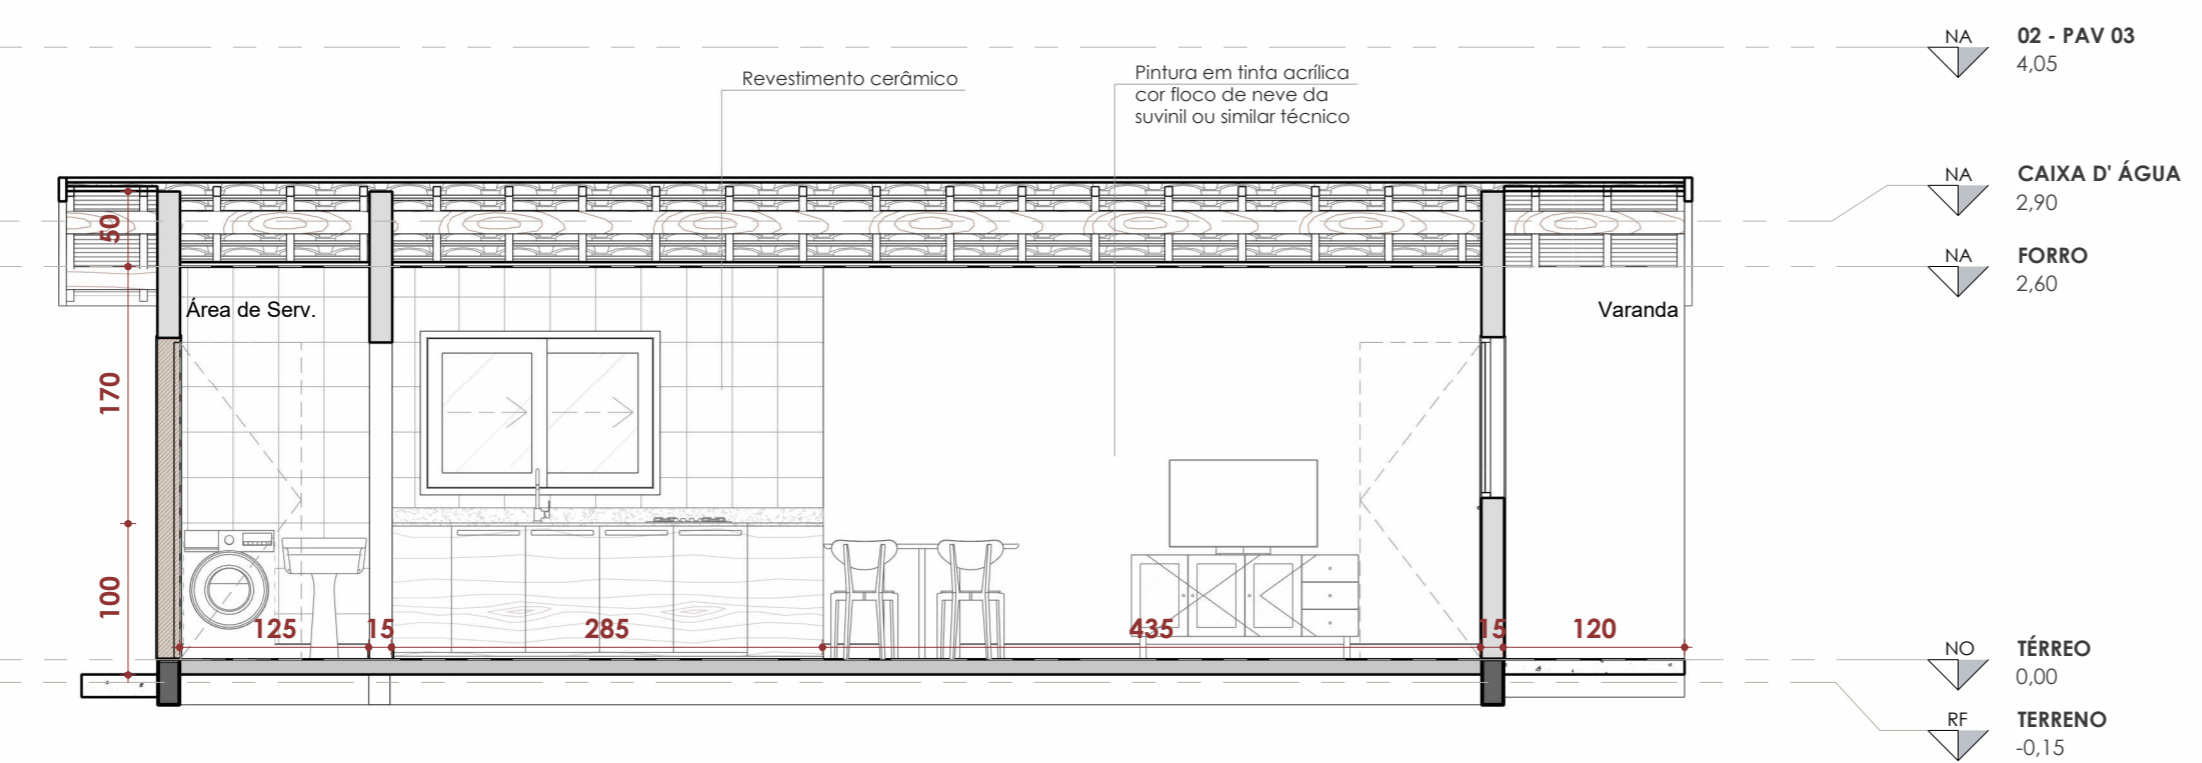 NA 02 - PAV 03
4,05
Revestimento cerâmico
Pintura em tinta acrílica
cor floco de neve da
suvinil ou similar técnico
NA CAIXA D' ÁGUA
2,90
50
NA FORRO
2,60
Área de Serv.
Varanda
170
100
125 15 285 435 15 120
NO TÉRREO
0,00
RF TERRENO
-0,15